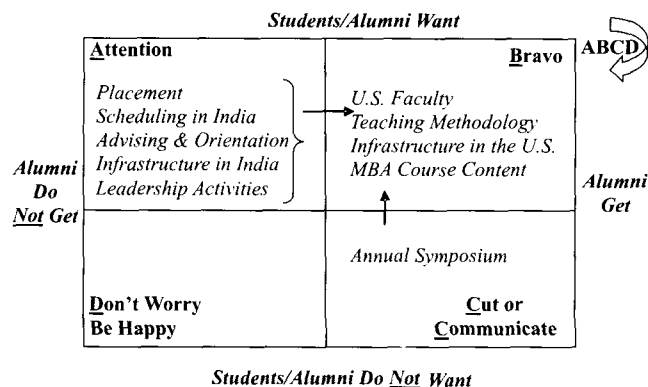 Students/Alumni Want
ABCD
Attention
Placement
Scheduling in India
Advising & Orientation
Infrastructure in India
Leadership Activities
Bravo
U.S. Faculty
Teaching Methodology
Infrastructure in the U.S.
MBA Course Content
Alumni
Do
Not Get
Alumni
Get
Annual Symposium
Don't Worry
Be Happy
Cut or
Communicate
Students/Alumni Do Not Want